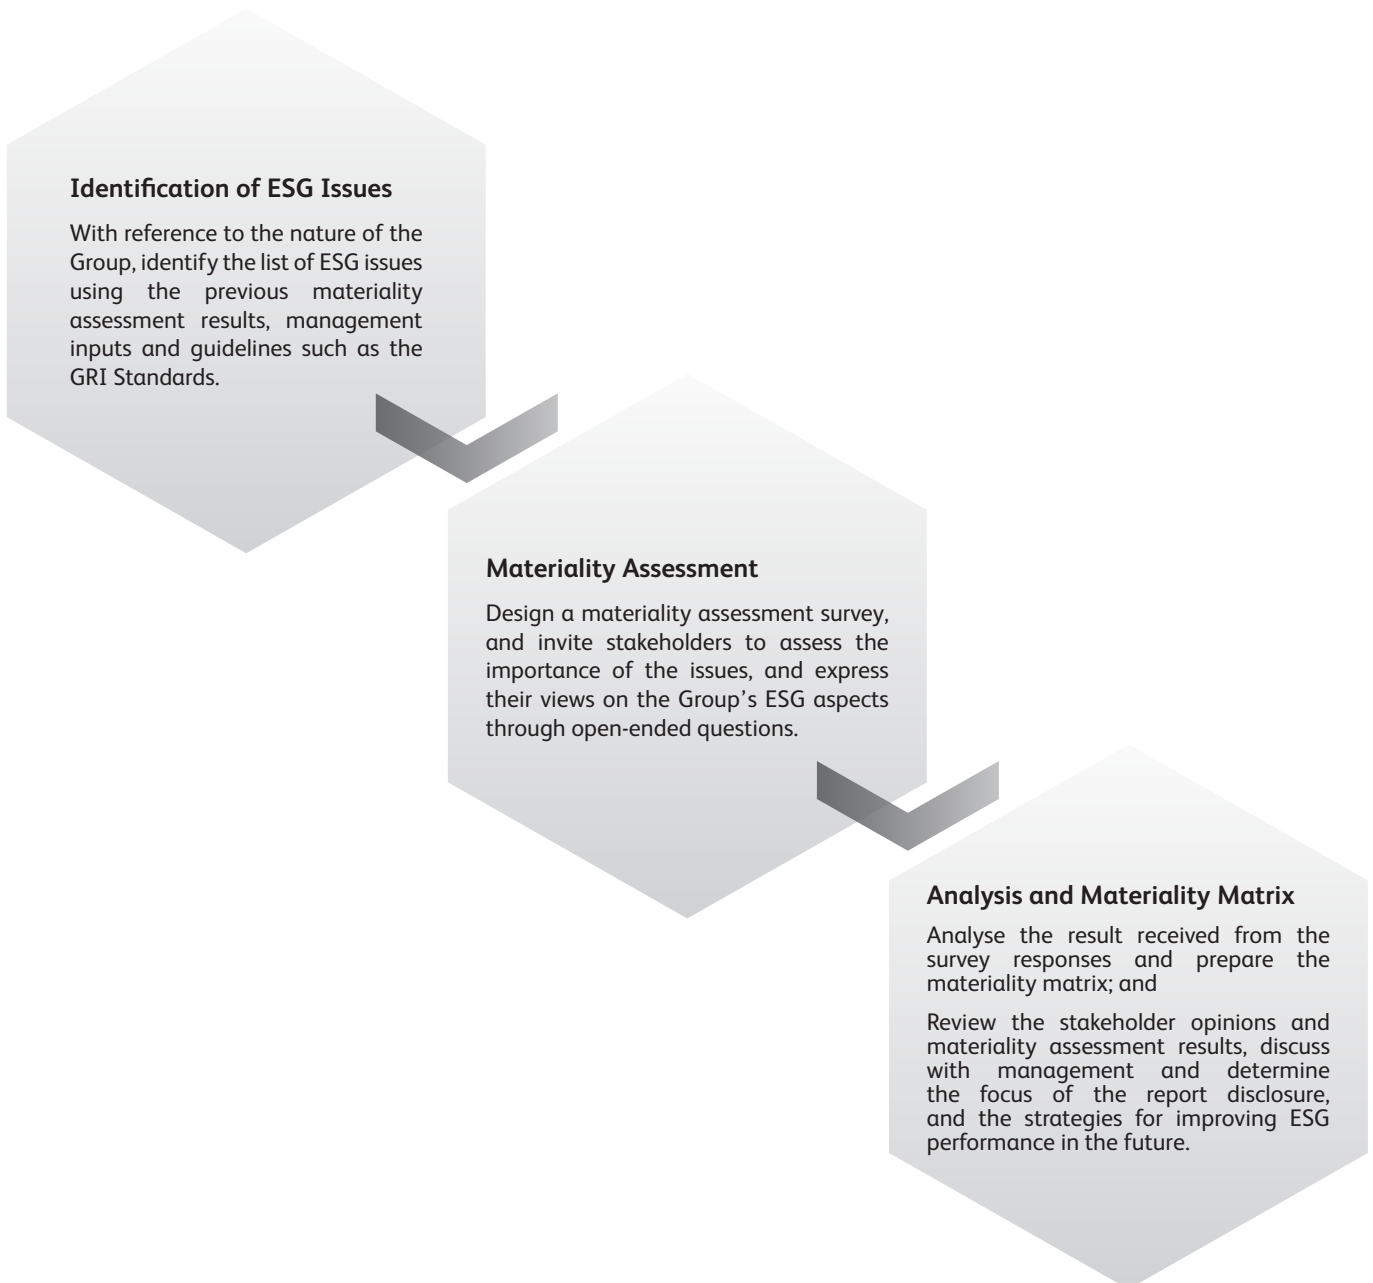 Identification of ESG Issues
With reference to the nature of the
Group, identify the list of ESG issues
using the previous materiality
assessment results, management
inputs and guidelines such as the
GRI Standards.
Materiality Assessment
Design a materiality assessment survey,
and invite stakeholders to assess the
importance of the issues, and express
their views on the Group's ESG aspects
through open-ended questions.
Analysis and Materiality Matrix
Analyse the result received from the
survey responses and prepare the
materiality matrix; and
Review the stakeholder opinions and
materiality assessment results, discuss
with management and determine
the focus of the report disclosure,
and the strategies for improving ESG
performance in the future.